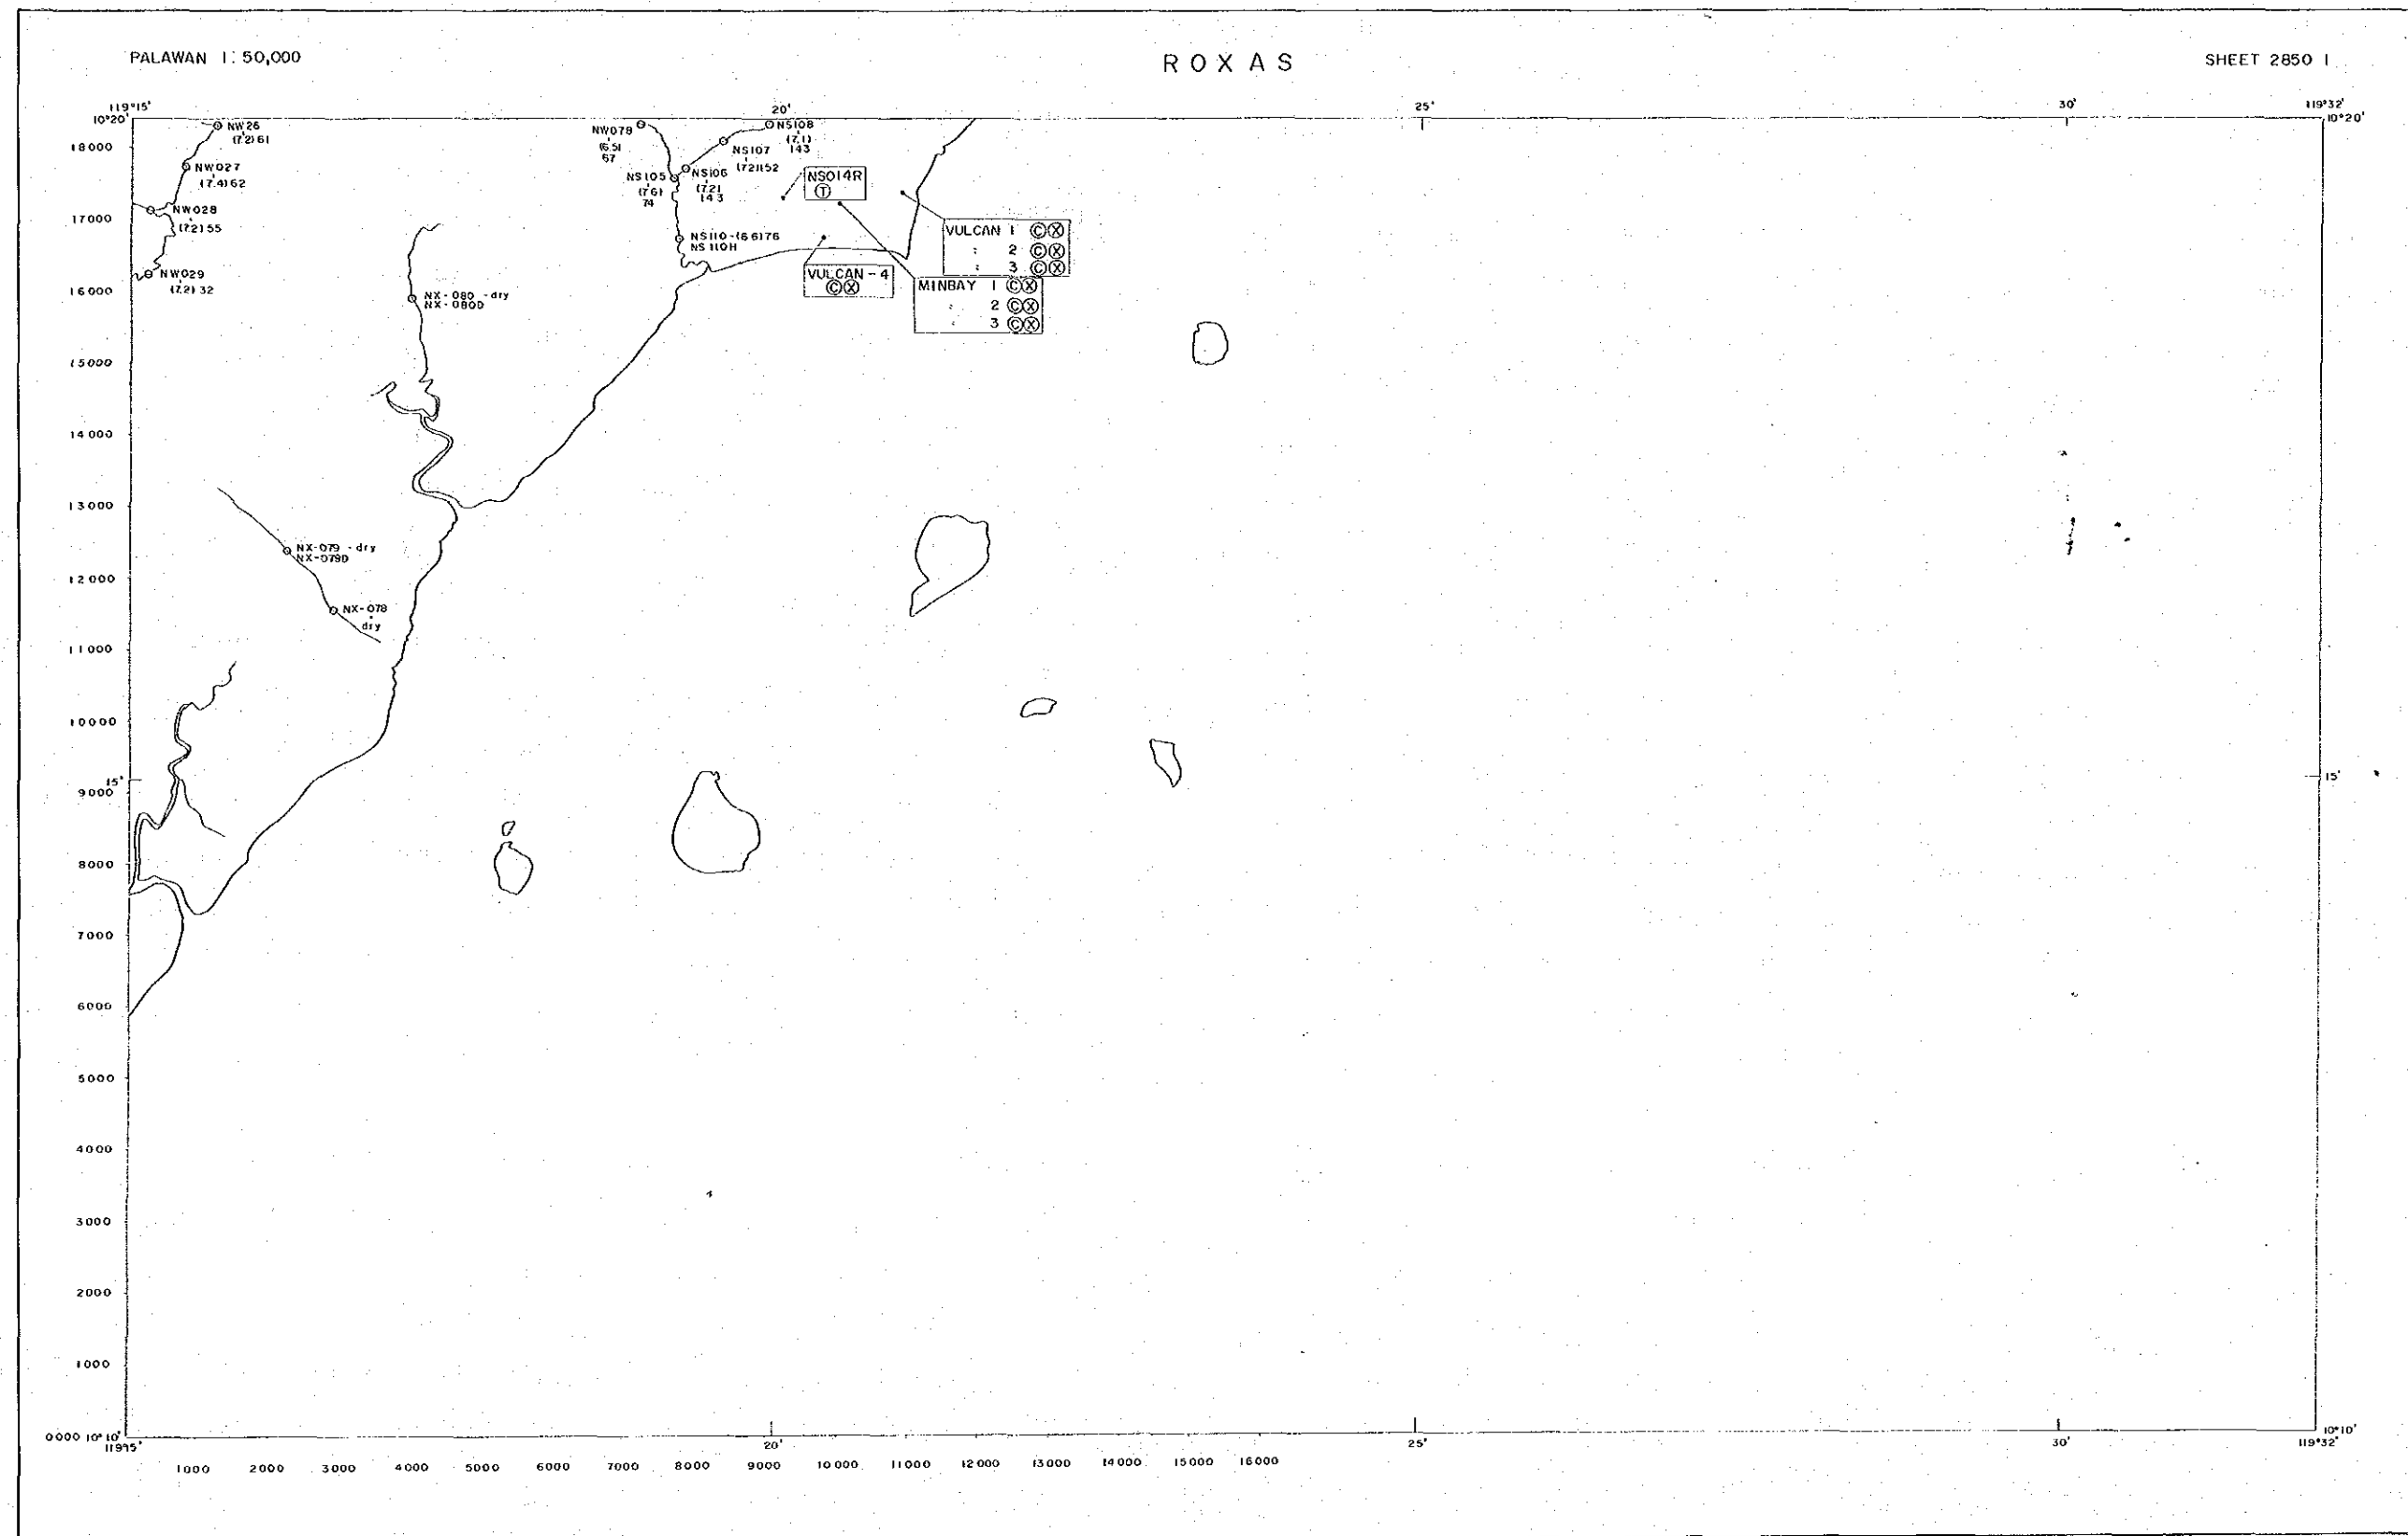 PALAWAN 1:50,000
ROXAS
SHEET 2850 I
119°15'
20'
25'
30'
119°32'
10°20'
10°20'
18000
17000
16000
15000
14000
13000
12000
11000
10000
15'
9000
8000
7000
6000
5000
4000
3000
2000
1000
0000 10°10'
NW26
(7.2)61
NW027
(7.4)62
NW028
(7.2)55
NW029
(7.2)32
NW078
(6.5)
67
NS108
(7.1)
143
NS107
(7.2)152
NS106
(7.2)
143
NS105
(7.6)
74
NS110-(6.6)76
NS110H
NS014R
Ⓣ
VULCAN 1 ⒸⓍ
" 2 ⒸⓍ
" 3 ⒸⓍ
VULCAN-4
ⒸⓍ
MINBAY 1 ⒸⓍ
" 2 ⒸⓍ
" 3 ⒸⓍ
NX-080 -dry
NX-080D
NX-079 -dry
NX-079D
NX-078
dry
15'
10°10'
119°15'
20'
25'
30'
119°32'
1000 2000 3000 4000 5000 6000 7000 8000 9000 10000 11000 12000 13000 14000 15000 16000